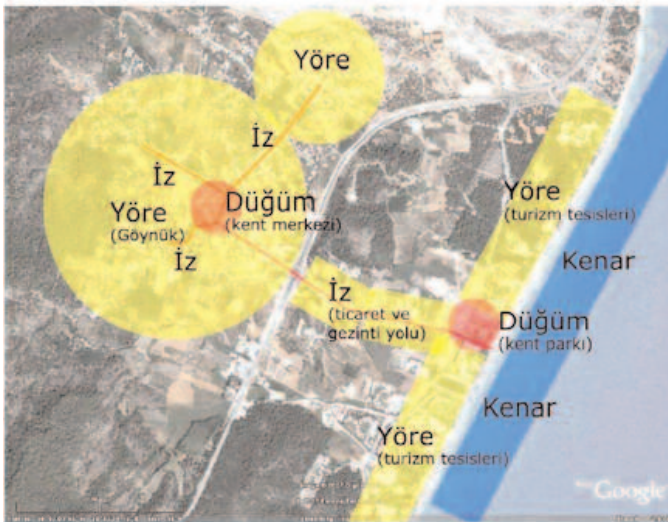 Yöre
İz
İz
Yöre
(Göynük)
Düğüm
(kent merkezi)
İz
Yöre
(turizm tesisleri)
Kenar
İz
(ticaret ve
gezinti yolu)
Düğüm
(kent parkı)
Kenar
Yöre
(turizm tesisleri)
Google